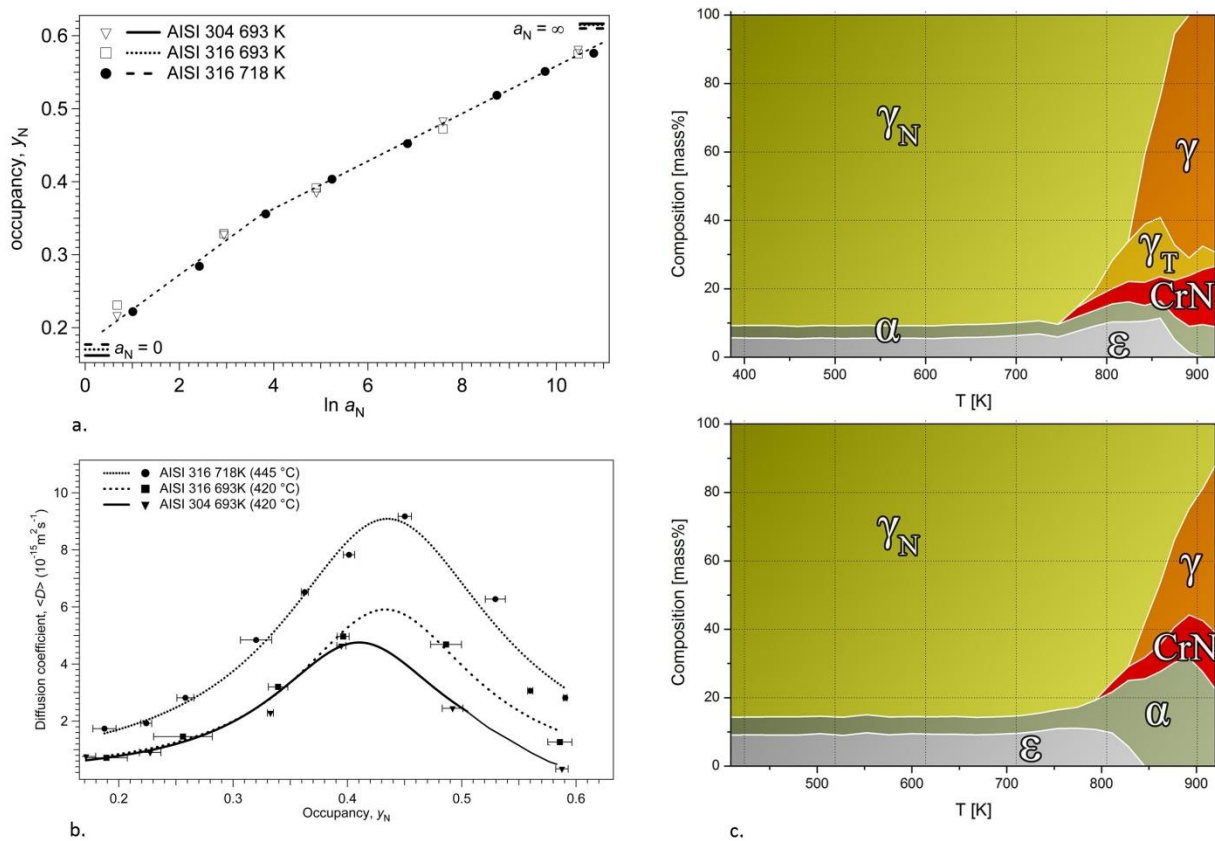 0.6
0.5
0.4
0.3
0.2
occupancy, yN
AISI 304 693 K
AISI 316 693 K
AISI 316 718 K
aN = ∞
aN = 0
0 2 4 6 8 10
ln aN
a.
10
8
6
4
2
Diffusion coefficient, <D> (10-15 m2 s-1)
AISI 316 718K (445 °C)
AISI 316 693K (420 °C)
AISI 304 693K (420 °C)
0.2 0.3 0.4 0.5 0.6
Occupancy, yN
b.
100
80
60
40
20
0
Composition [mass%]
γN
γ
γT
CrN
α
ε
400 500 600 700 800 900
T [K]
100
80
60
40
20
0
Composition [mass%]
γN
γ
CrN
α
ε
500 600 700 800 900
T [K]
c.